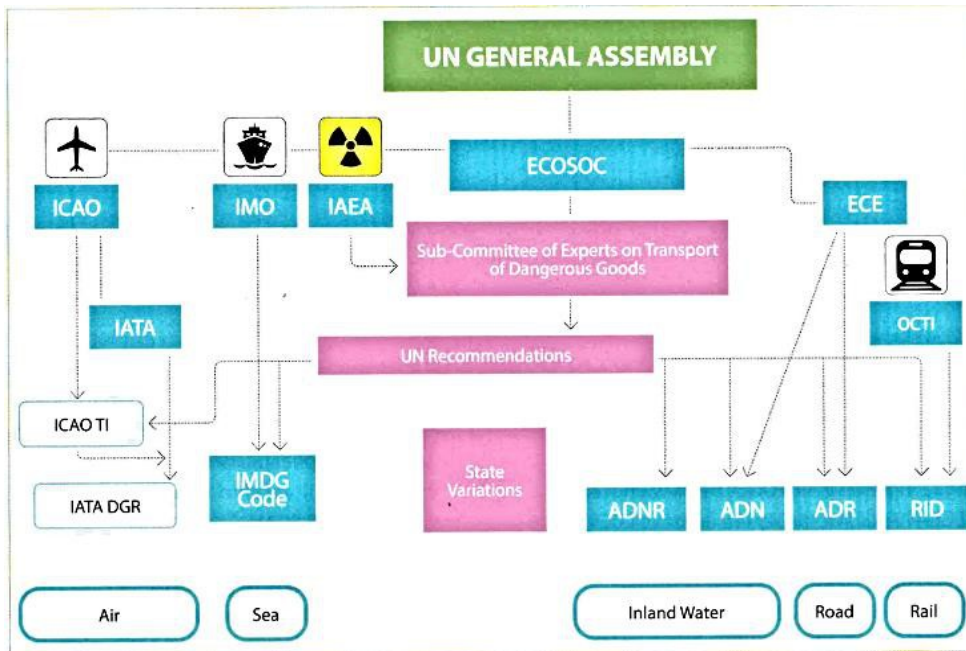 UN GENERAL ASSEMBLY
ECOSOC
ICAO
IMO
IAEA
ECE
Sub-Committee of Experts on Transport
of Dangerous Goods
IATA
OCTI
UN Recommendations
ICAO TI
State
Variations
IMDG
Code
IATA DGR
ADNR
ADN
ADR
RID
Air
Sea
Inland Water
Road
Rail